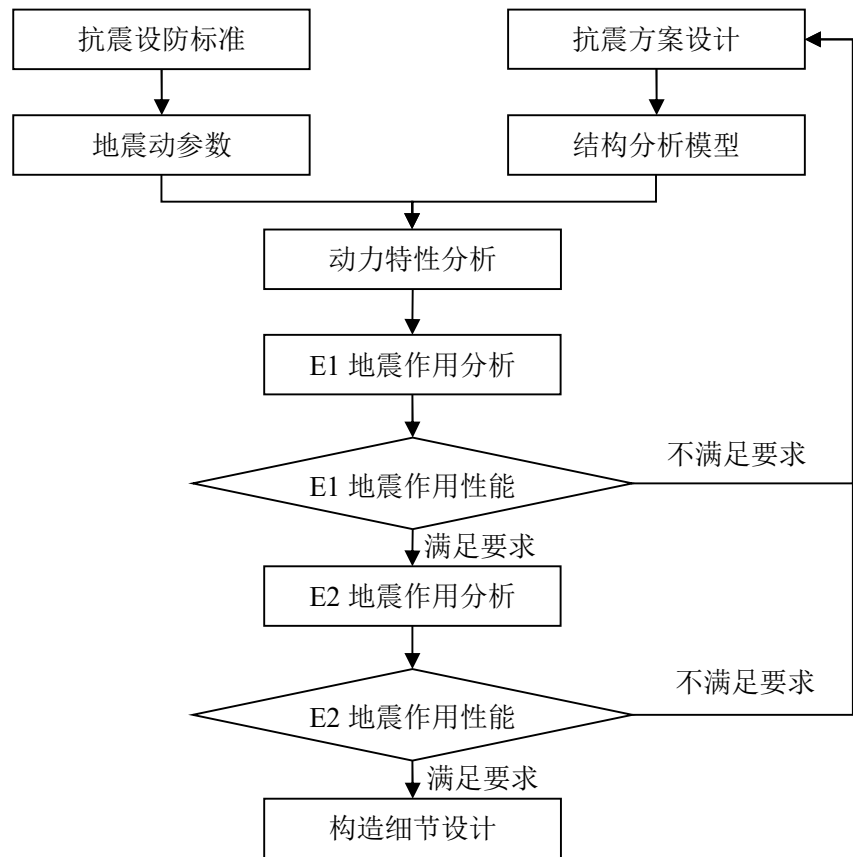 抗震设防标准
抗震方案设计
地震动参数
结构分析模型
动力特性分析
E1 地震作用分析
不满足要求
E1 地震作用性能
满足要求
E2 地震作用分析
不满足要求
E2 地震作用性能
满足要求
构造细节设计